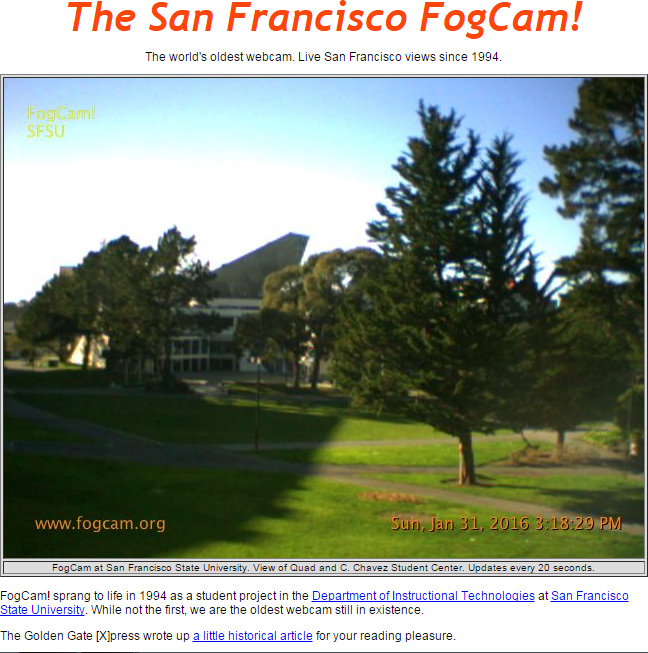 The San Francisco FogCam!
The world's oldest webcam. Live San Francisco views since 1994.
FogCam!
SFSU
www.fogcam.org
Sun, Jan 31, 2016 3:18:29 PM
FogCam at San Francisco State University. View of Quad and C. Chavez Student Center. Updates every 20 seconds.
FogCam! sprang to life in 1994 as a student project in the Department of Instructional Technologies at San Francisco
State University. While not the first, we are the oldest webcam still in existence.
The Golden Gate [X]press wrote up a little historical article for your reading pleasure.